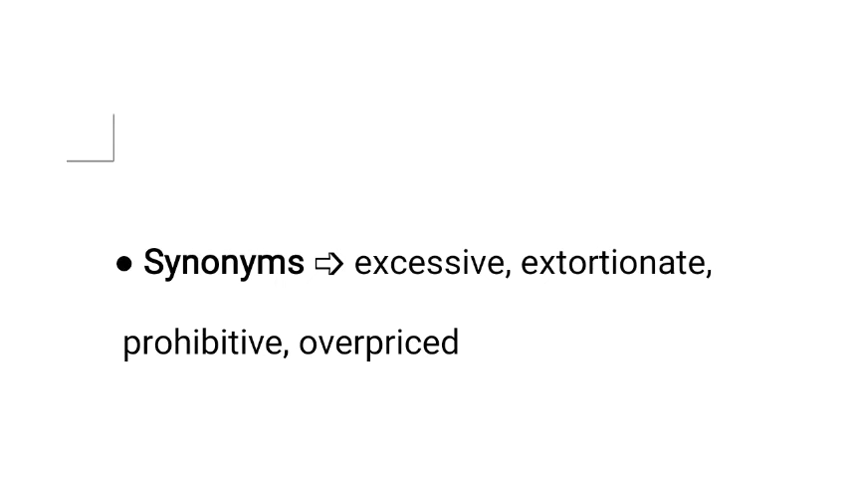 ● Synonyms ➩ excessive, extortionate,
prohibitive, overpriced